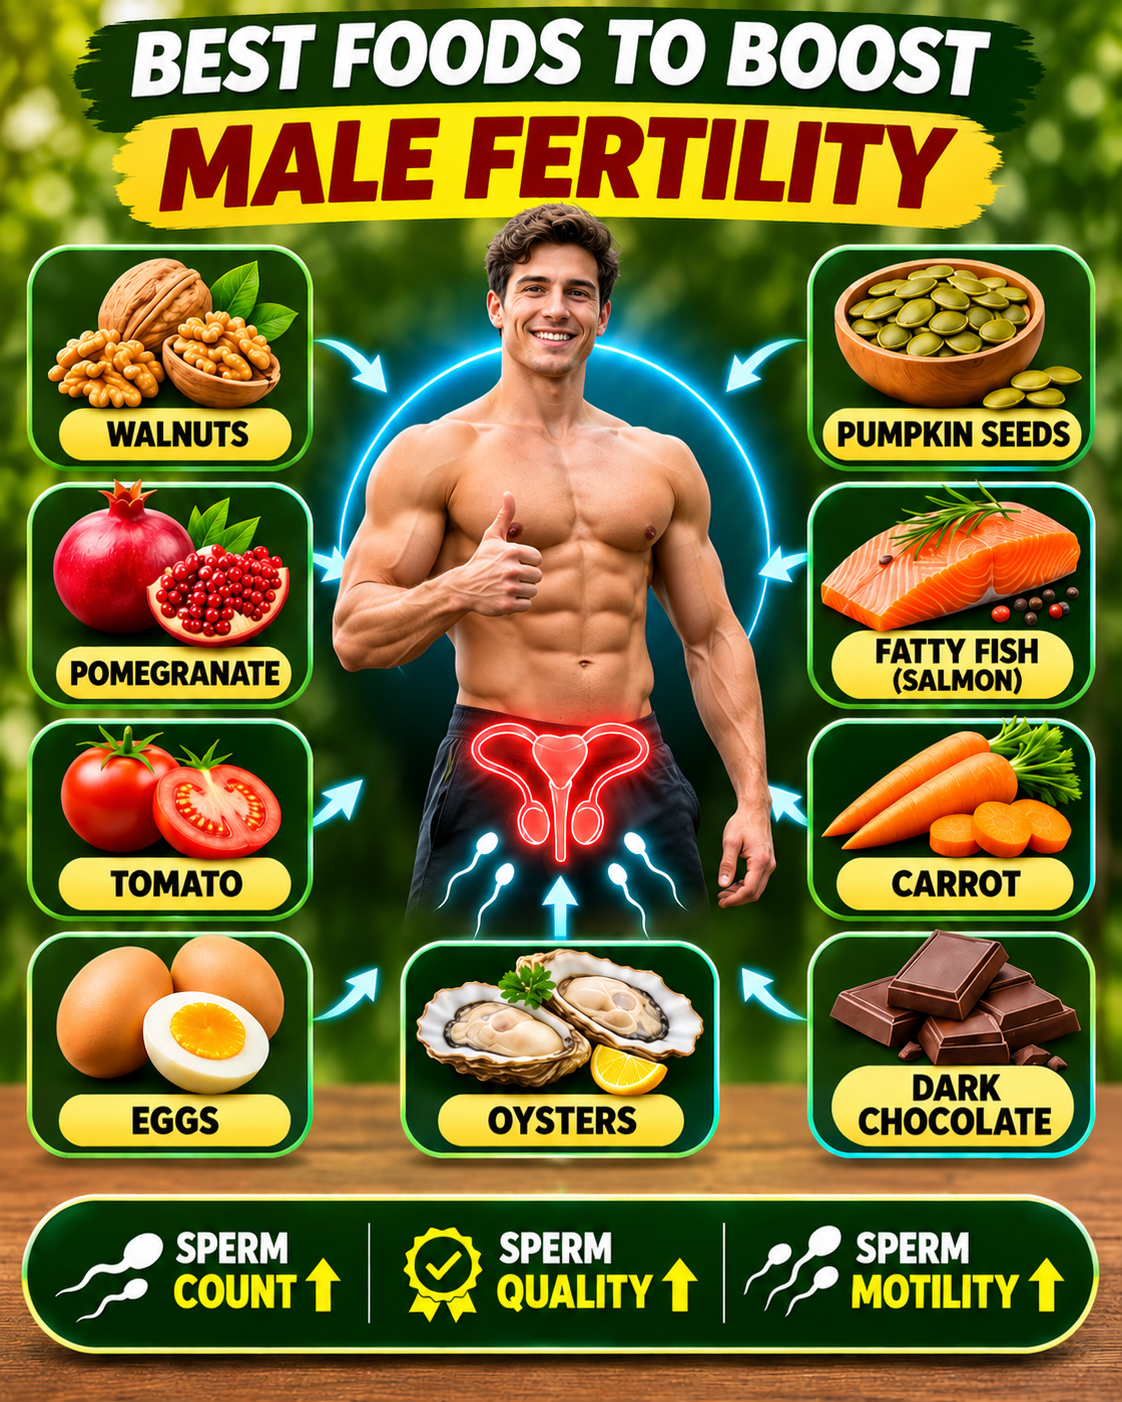 BEST FOODS TO BOOST
MALE FERTILITY
WALNUTS
PUMPKIN SEEDS
POMEGRANATE
FATTY FISH
(SALMON)
TOMATO
CARROT
EGGS
OYSTERS
DARK
CHOCOLATE
SPERM
COUNT
SPERM
QUALITY
SPERM
MOTILITY